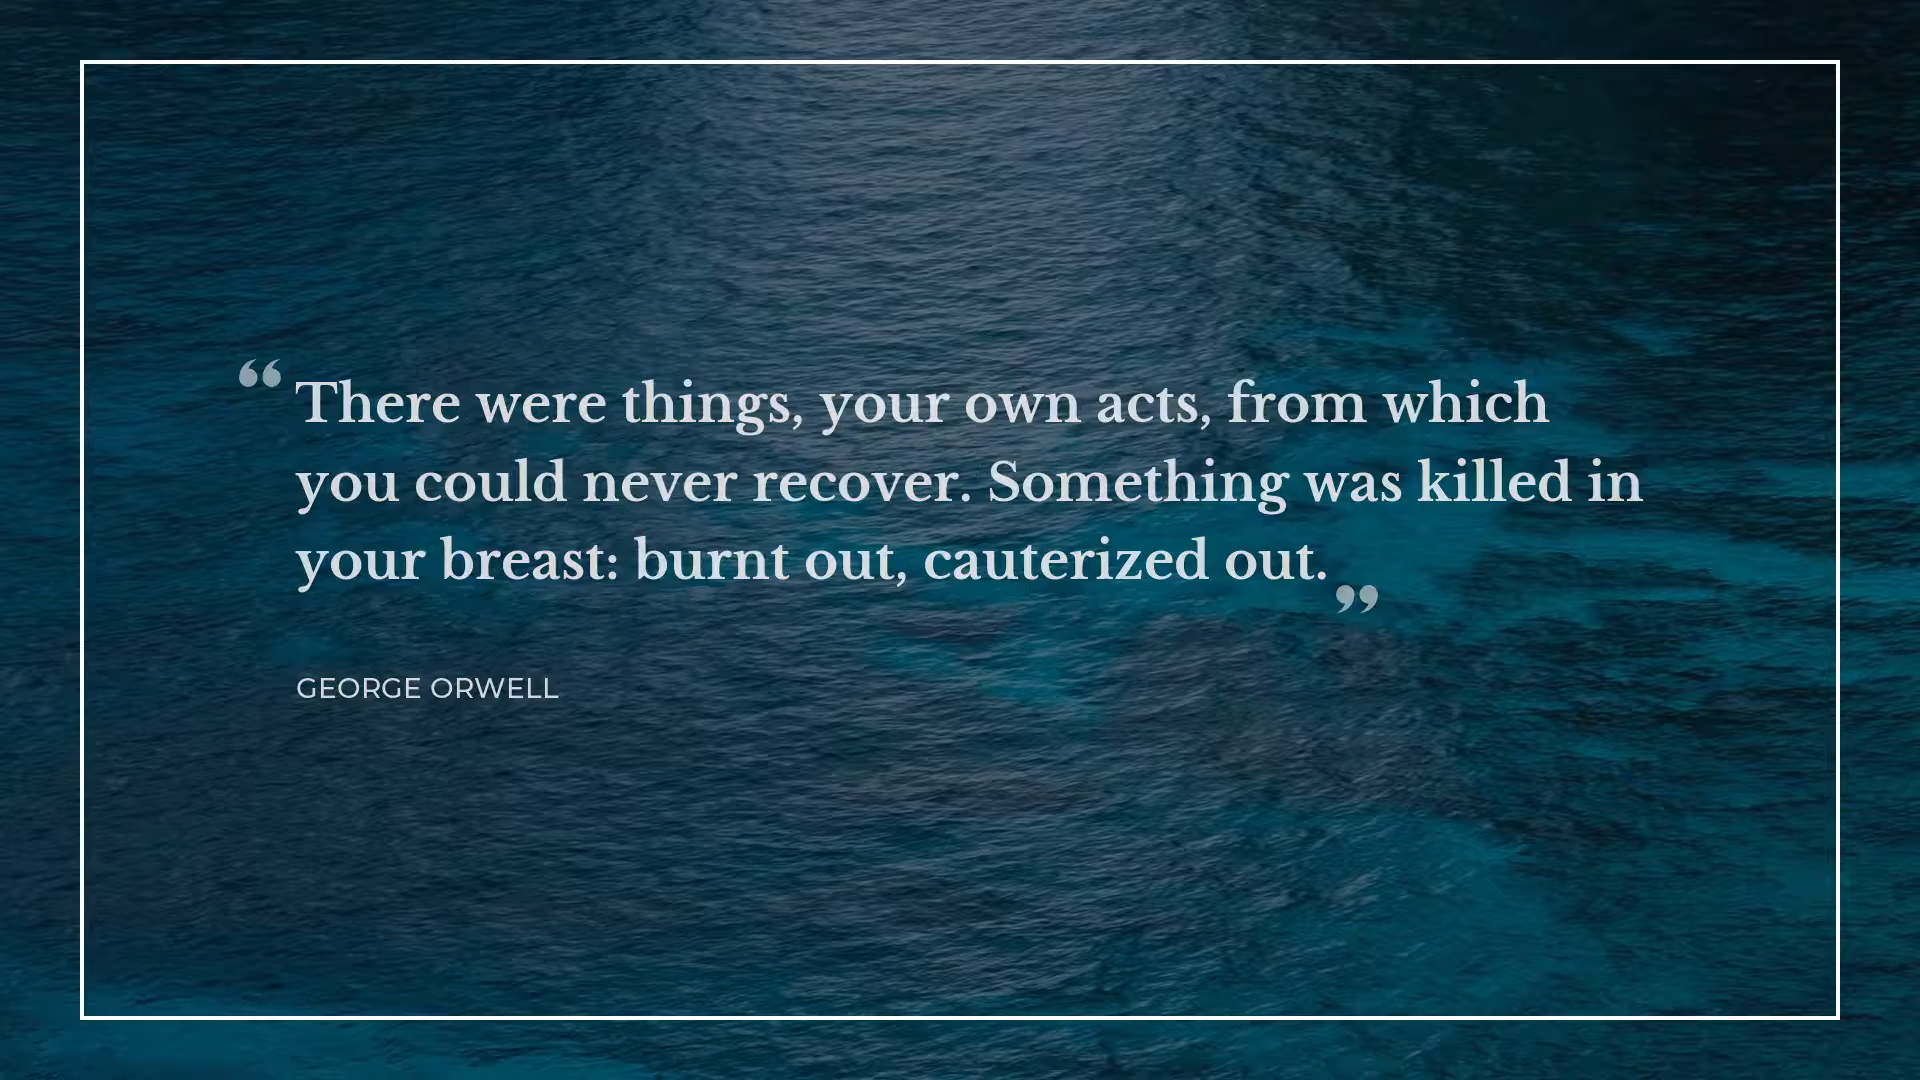 “There were things, your own acts, from which
you could never recover. Something was killed in
your breast: burnt out, cauterized out.”
GEORGE ORWELL